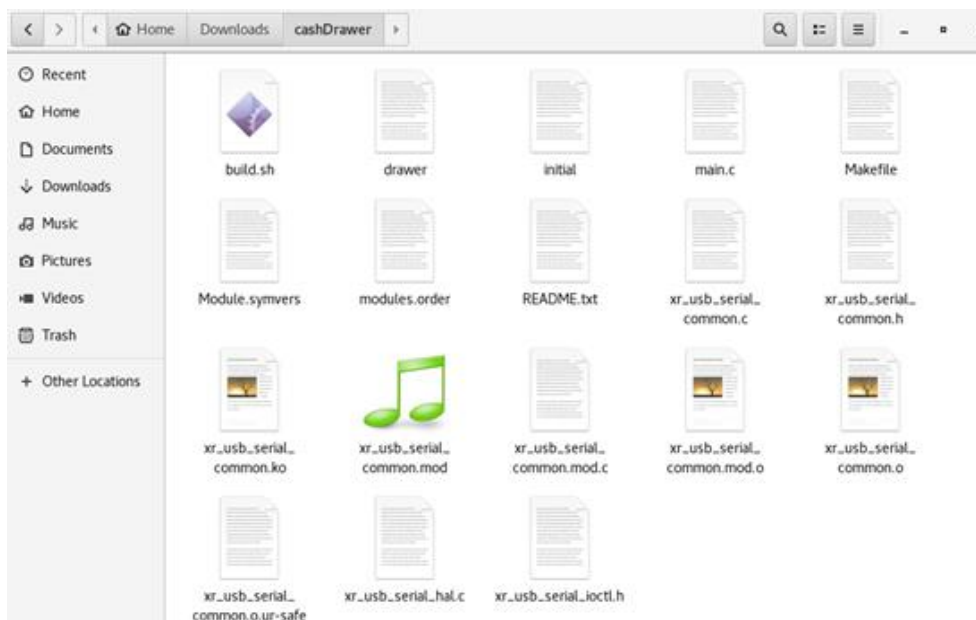 Home Downloads cashDrawer
Recent
Home
Documents
Downloads
Music
Pictures
Videos
Trash
+ Other Locations
build.sh drawer initial main.c Makefile
Module.symvers modules.order README.txt xr_usb_serial_ xr_usb_serial_
common.c common.h
xr_usb_serial_ xr_usb_serial_ xr_usb_serial_ xr_usb_serial_ xr_usb_serial_
common.ko common.mod common.mod.c common.mod.o common.o
xr_usb_serial_ xr_usb_serial_hal.c xr_usb_serial_ioctl.h
common.o.ur-safe